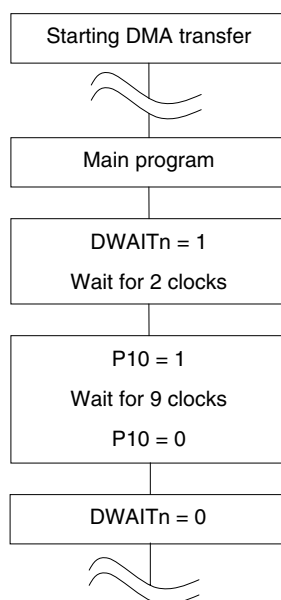 Starting DMA transfer
Main program
DWAITn = 1
Wait for 2 clocks
P10 = 1
Wait for 9 clocks
P10 = 0
DWAITn = 0